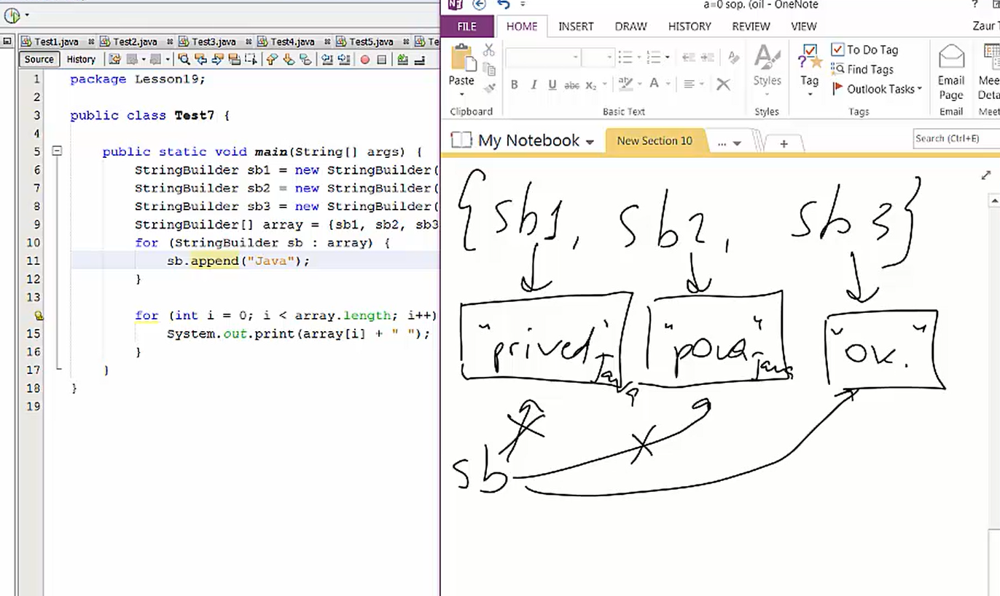 a=0 sop. (oil - OneNote
?
FILE HOME INSERT DRAW HISTORY REVIEW VIEW Zaur
Test1.java Test2.java Test3.java Test4.java Test5.java Te
Source History
Paste
Clipboard
B I U abc X₂ A
Basic Text
Styles
Styles
Tag
To Do Tag
Find Tags
Outlook Tasks
Tags
Email Page
Email
Mee
Deta
Meet
My Notebook New Section 10 ... + Search (Ctrl+E)
1 package Lesson19;
2
3 public class Test7 {
4
5 public static void main(String[] args) {
6 StringBuilder sb1 = new StringBuilder(
7 StringBuilder sb2 = new StringBuilder(
8 StringBuilder sb3 = new StringBuilder(
9 StringBuilder[] array = {sb1, sb2, sb3
10 for (StringBuilder sb : array) {
11 sb.append("Java");
12 }
13
for (int i = 0; i < array.length; i++)
15 System.out.print(array[i] + " ");
16 }
17 }
18 }
19
{sb1, sb2, sb3}
"prived" Java
"poka" Java
"ok."
sb